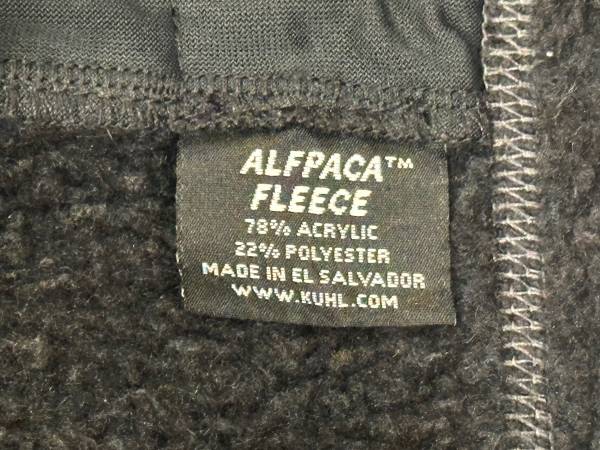 ALFPACA™
FLEECE
78% ACRYLIC
22% POLYESTER
MADE IN EL SALVADOR
WWW.KUHL.COM